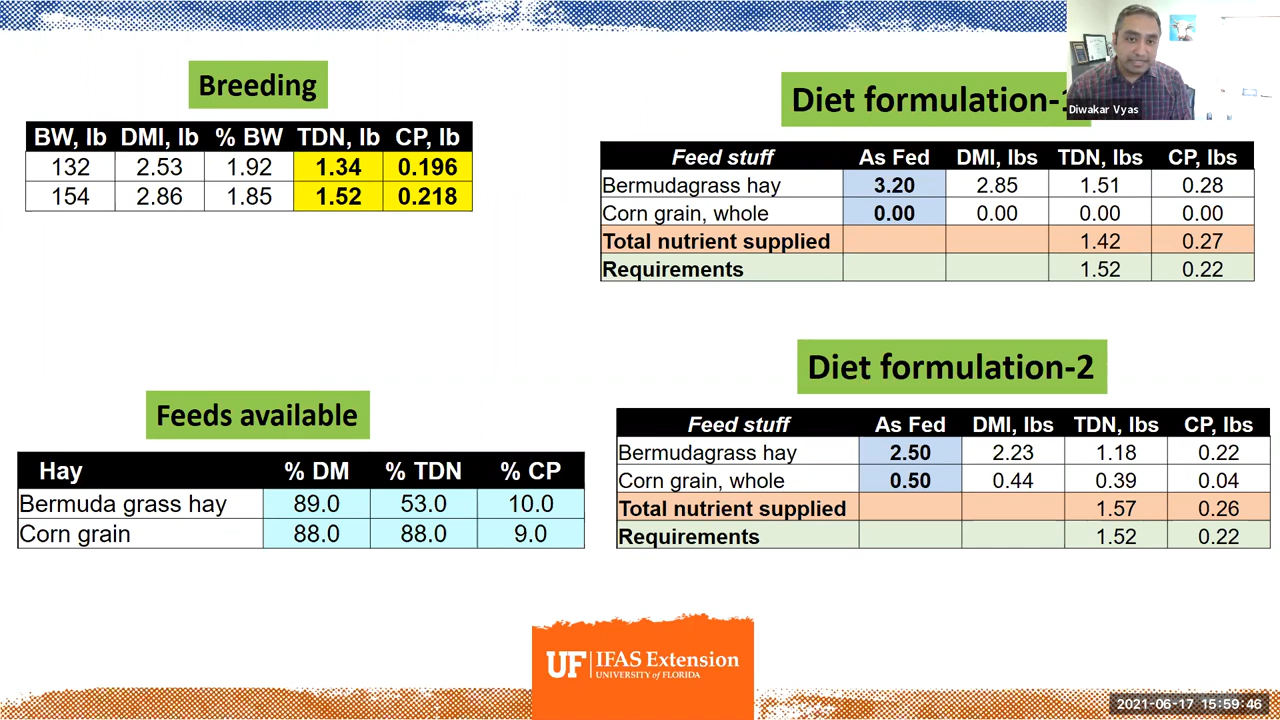 Breeding
BW, lb DMI, lb % BW TDN, lb CP, lb
132 2.53 1.92 1.34 0.196
154 2.86 1.85 1.52 0.218
Feeds available
Hay % DM % TDN % CP
Bermuda grass hay 89.0 53.0 10.0
Corn grain 88.0 88.0 9.0
Diet formulation-1
Diwakar Vyas
Feed stuff As Fed DMI, Lbs TDN, Lbs CP, Lbs
Bermudagrass hay 3.20 2.85 1.51 0.28
Corn grain, whole 0.00 0.00 0.00 0.00
Total nutrient supplied 1.42 0.27
Requirements 1.52 0.22
Diet formulation-2
Feed stuff As Fed DMI, lbs TDN, Lbs CP, Lbs
Bermudagrass hay 2.50 2.23 1.18 0.22
Corn grain, whole 0.50 0.44 0.39 0.04
Total nutrient supplied 1.57 0.26
Requirements 1.52 0.22
UF IFAS Extension
UNIVERSITY of FLORIDA
2021-06-17 15:59:46